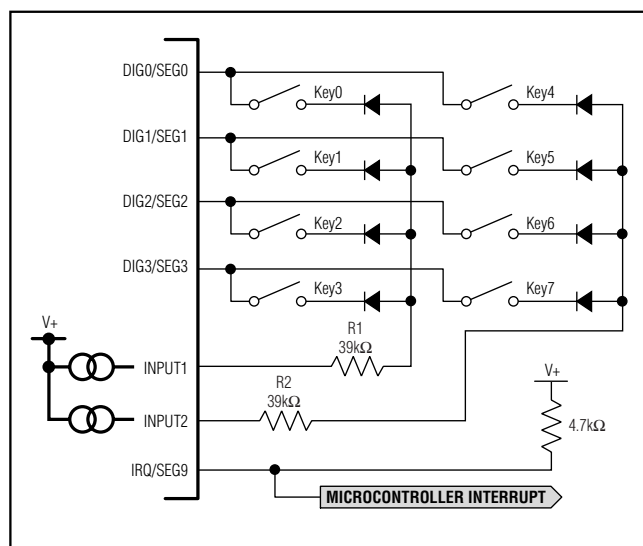 DIG0/SEG0
Key0
Key4
DIG1/SEG1
Key1
Key5
DIG2/SEG2
Key2
Key6
DIG3/SEG3
Key3
Key7
V+
R1
39kΩ
INPUT1
R2
39kΩ
V+
INPUT2
4.7kΩ
IRQ/SEG9
MICROCONTROLLER INTERRUPT